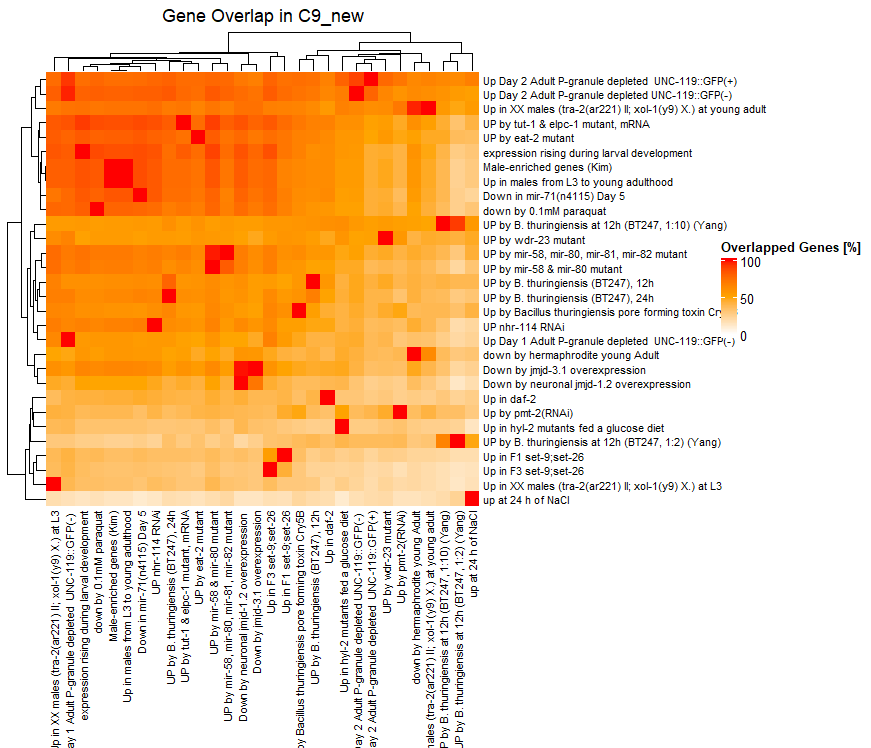 Gene Overlap in C9_new
Up Day 2 Adult P-granule depleted UNC-119::GFP(+)
Up Day 2 Adult P-granule depleted UNC-119::GFP(-)
Up in XX males (tra-2(ar221) II; xol-1(y9) X.) at young adult
UP by tut-1 & elpc-1 mutant, mRNA
UP by eat-2 mutant
expression rising during larval development
Male-enriched genes (Kim)
Up in males from L3 to young adulthood
Down in mir-71(n4115) Day 5
down by 0.1mM paraquat
UP by B. thuringiensis at 12h (BT247, 1:10) (Yang)
UP by wdr-23 mutant
UP by mir-58, mir-80, mir-81, mir-82 mutant
UP by mir-58 & mir-80 mutant
UP by B. thuringiensis (BT247), 12h
UP by B. thuringiensis (BT247), 24h
Up by Bacillus thuringiensis pore forming toxin Cry
UP nhr-114 RNAi
Up Day 1 Adult P-granule depleted UNC-119::GFP(-)
down by hermaphrodite young Adult
Down by jmjd-3.1 overexpression
Down by neuronal jmjd-1.2 overexpression
Up in daf-2
Up by pmt-2(RNAi)
Up in hyl-2 mutants fed a glucose diet
UP by B. thuringiensis at 12h (BT247, 1:2) (Yang)
Up in F1 set-9;set-26
Up in F3 set-9;set-26
Up in XX males (tra-2(ar221) II; xol-1(y9) X.) at L3
up at 24 h of NaCl
Overlapped Genes [%]
100
50
0
Up in XX males (tra-2(ar221) II; xol-1(y9) X.) at L3
ay 1 Adult P-granule depleted UNC-119::GFP(-)
expression rising during larval development
down by 0.1mM paraquat
Male-enriched genes (Kim)
Up in males from L3 to young adulthood
Down in mir-71(n4115) Day 5
UP nhr-114 RNAi
UP by B. thuringiensis (BT247), 24h
UP by tut-1 & elpc-1 mutant, mRNA
UP by eat-2 mutant
UP by mir-58 & mir-80 mutant
UP by mir-58, mir-80, mir-81, mir-82 mutant
Down by neuronal jmjd-1.2 overexpression
Down by jmjd-3.1 overexpression
Up in F3 set-9;set-26
Up in F1 set-9;set-26
by Bacillus thuringiensis pore forming toxin Cry5B
UP by B. thuringiensis (BT247), 12h
Up in daf-2
Up in hyl-2 mutants fed a glucose diet
ay 2 Adult P-granule depleted UNC-119::GFP(-)
ay 2 Adult P-granule depleted UNC-119::GFP(+)
UP by wdr-23 mutant
Up by pmt-2(RNAi)
down by hermaphrodite young Adult
males (tra-2(ar221) II; xol-1(y9) X.) at young adult
UP by B. thuringiensis at 12h (BT247, 1:10) (Yang)
UP by B. thuringiensis at 12h (BT247, 1:2) (Yang)
up at 24 h of NaCl